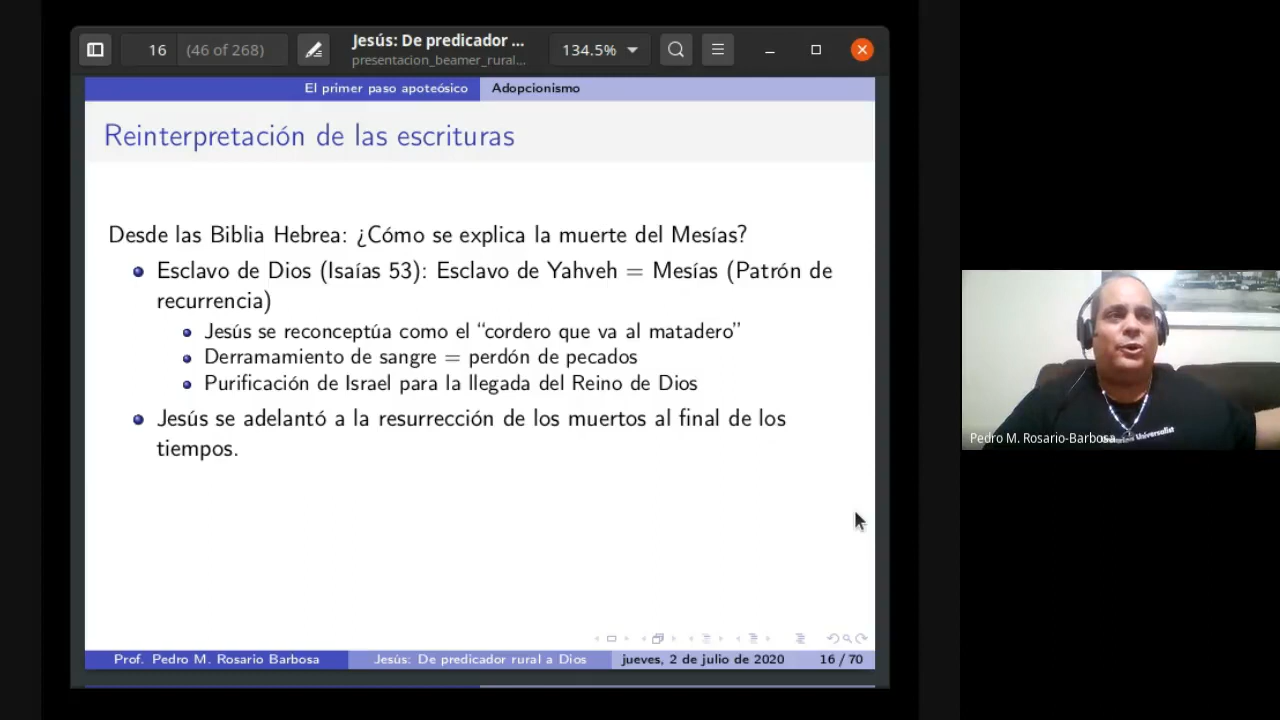 16 (46 of 268) Jesús: De predicador ... 134.5%
presentacion_beamer_rural...
El primer paso apoteósico Adopcionismo
Reinterpretación de las escrituras
Desde las Biblia Hebrea: ¿Cómo se explica la muerte del Mesías?
Esclavo de Dios (Isaías 53): Esclavo de Yahveh = Mesías (Patrón de
recurrencia)
Jesús se reconceptúa como el “cordero que va al matadero”
Derramamiento de sangre = perdón de pecados
Purificación de Israel para la llegada del Reino de Dios
Jesús se adelantó a la resurrección de los muertos al final de los
tiempos.
Prof. Pedro M. Rosario Barbosa Jesús: De predicador rural a Dios jueves, 2 de julio de 2020 16 / 70
Pedro M. Rosario-Barbosa
Universalist